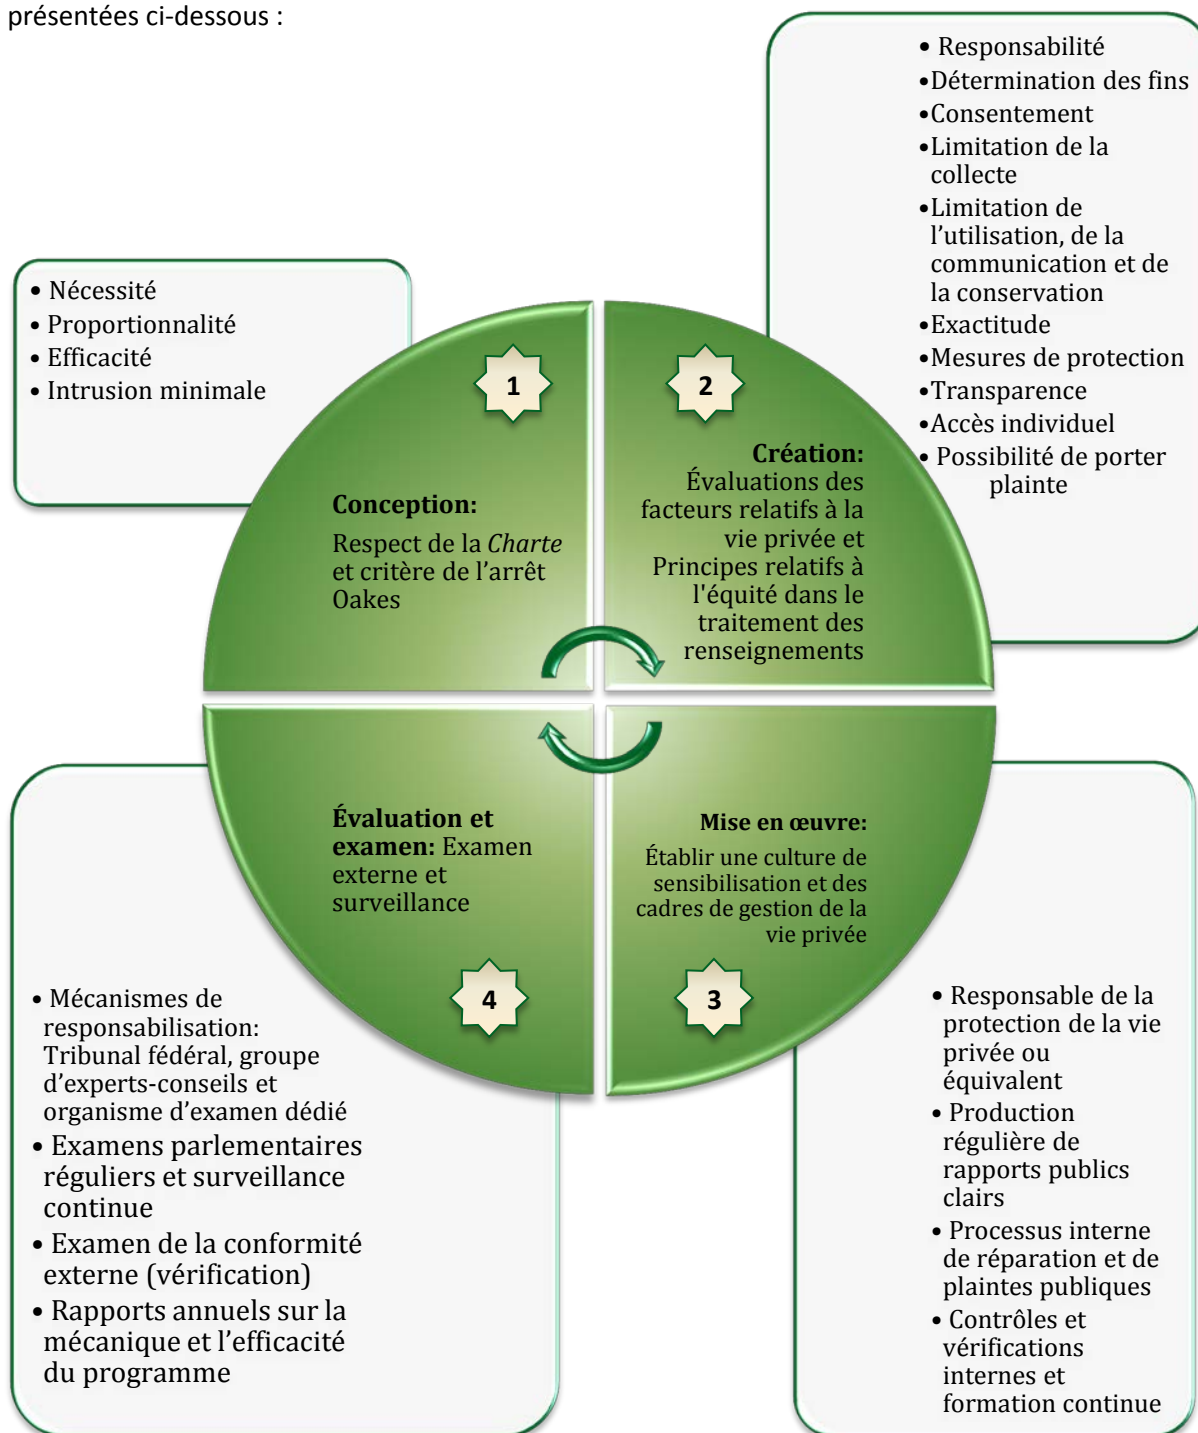 présentées ci-dessous :
• Nécessité
• Proportionnalité
• Efficacité
• Intrusion minimale
1
Conception:
Respect de la Charte
et critère de l’arrêt
Oakes
• Responsabilité
•Détermination des fins
•Consentement
•Limitation de la
collecte
•Limitation de
l’utilisation, de la
communication et de
la conservation
•Exactitude
•Mesures de protection
•Transparence
•Accès individuel
• Possibilité de porter
plainte
2
Création:
Évaluations des
facteurs relatifs à la
vie privée et
Principes relatifs à
l'équité dans le
traitement des
renseignements
Mise en œuvre:
Établir une culture de
sensibilisation et des
cadres de gestion de la
vie privée
3
• Responsable de la
protection de la vie
privée ou
équivalent
• Production
régulière de
rapports publics
clairs
• Processus interne
de réparation et de
plaintes publiques
• Contrôles et
vérifications
internes et
formation continue
Évaluation et
examen: Examen
externe et
surveillance
4
• Mécanismes de
responsabilisation:
Tribunal fédéral, groupe
d’experts-conseils et
organisme d’examen dédié
• Examens parlementaires
réguliers et surveillance
continue
• Examen de la conformité
externe (vérification)
• Rapports annuels sur la
mécanique et l’efficacité
du programme